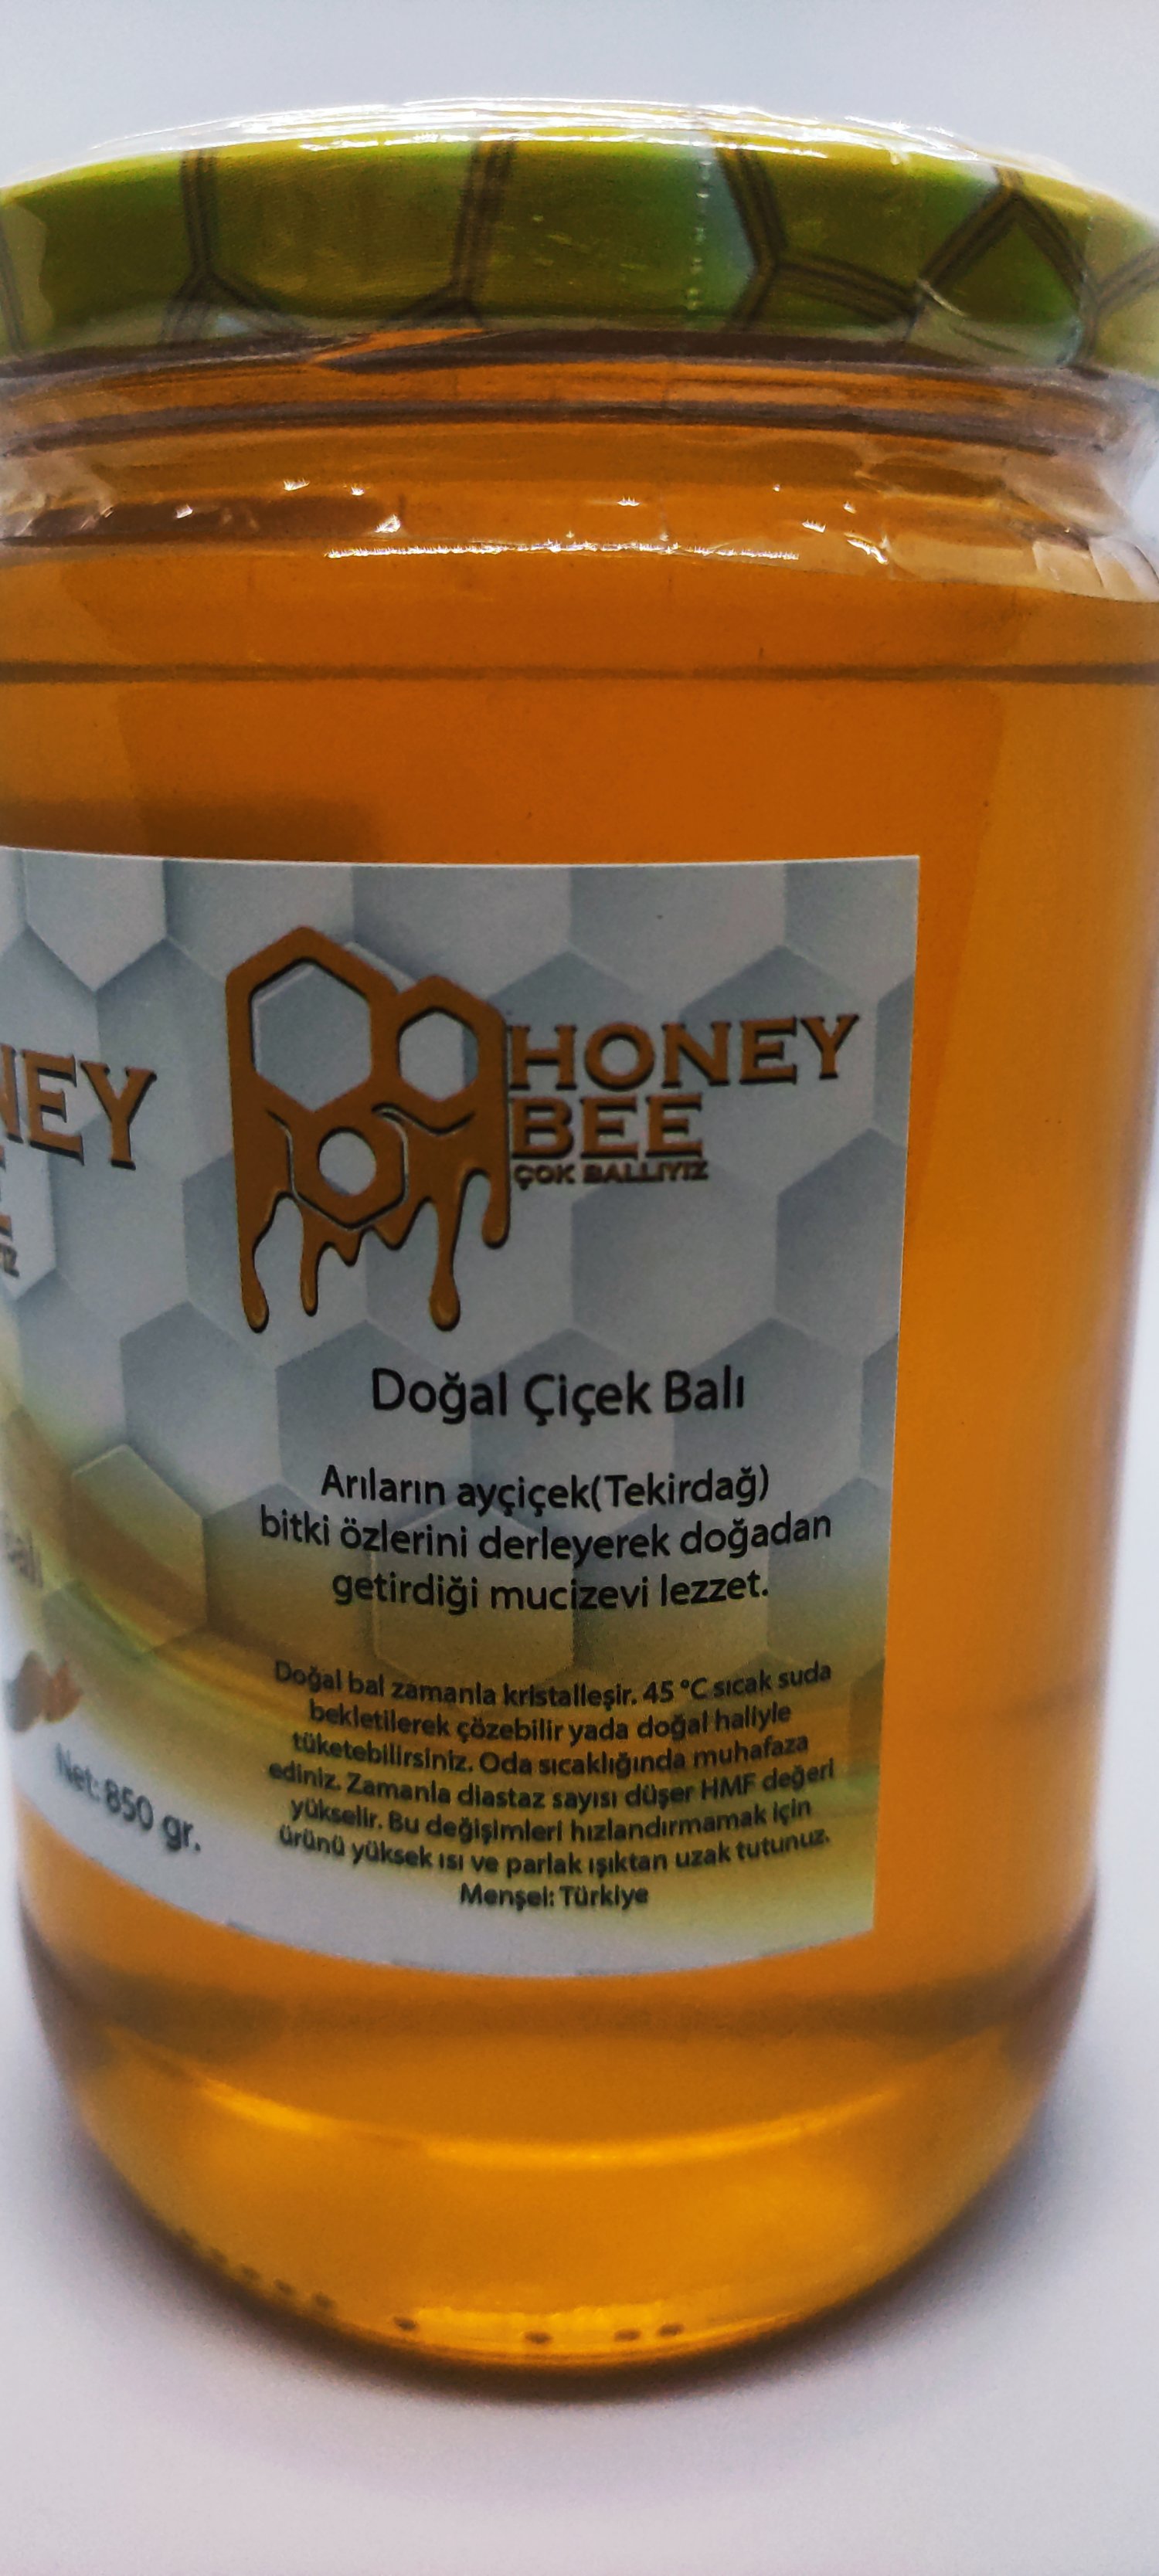 NEY
HONEY
BEE
ÇOK BALLIYIZ
Doğal Çiçek Balı
Arıların ayçiçek(Tekirdağ)
bitki özlerini derleyerek doğadan
getirdiği mucizevi lezzet.
Doğal bal zamanla kristalleşir. 45 °C sıcak suda
bekletilerek çözebilir yada doğal haliyle
tüketebilirsiniz. Oda sıcaklığında muhafaza
ediniz. Zamanla diastaz sayısı düşer HMF değeri
yükselir. Bu değişimleri hızlandırmamak için
ürünü yüksek ısı ve parlak ışıktan uzak tutunuz.
Menşei: Türkiye
Net: 850 gr.